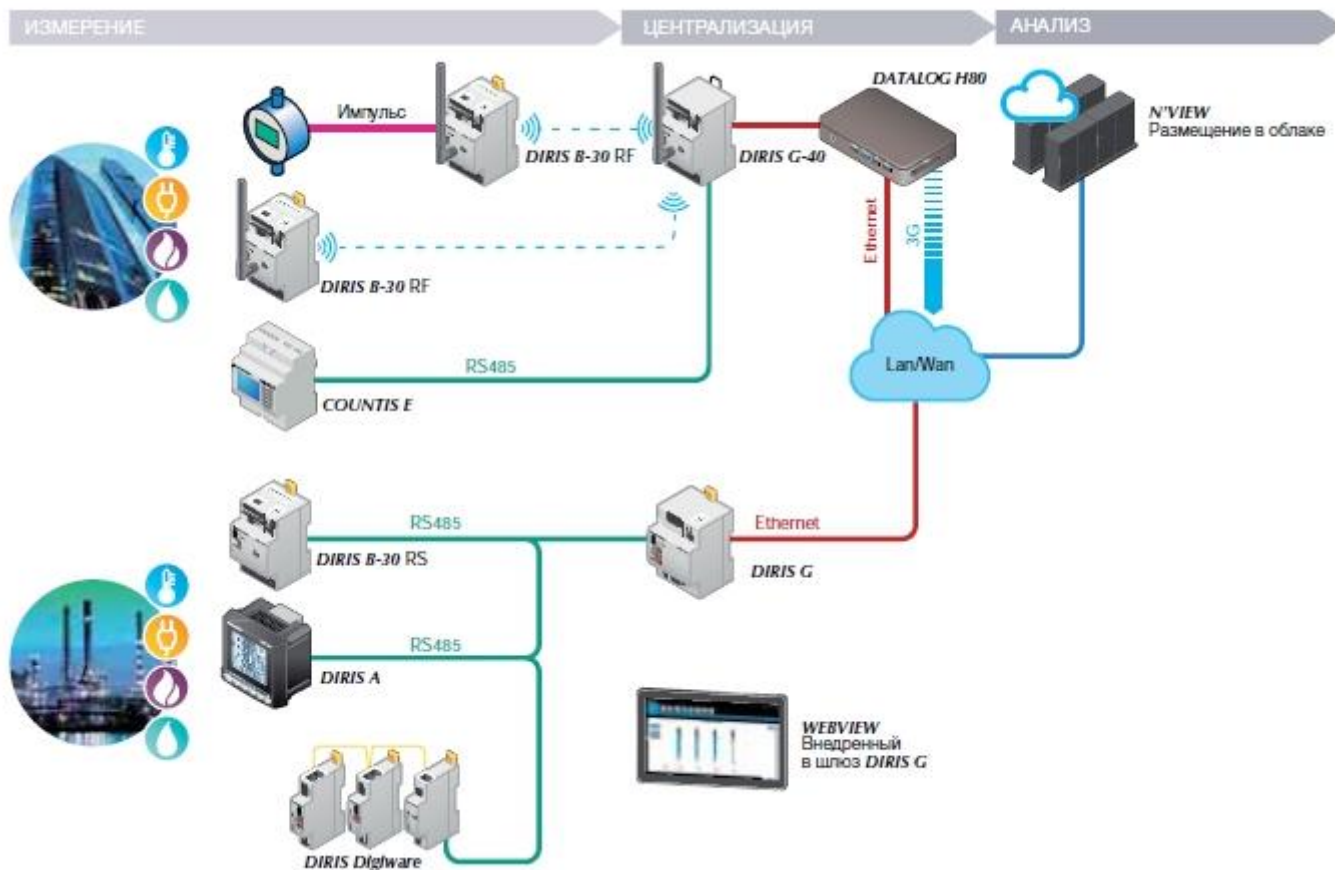 ИЗМЕРЕНИЕ
ЦЕНТРАЛИЗАЦИЯ
АНАЛИЗ
DATALOG H80
Импульс
N'VIEW
Размещение в облаке
DIRIS B-30 RF
DIRIS G-40
Ethernet
3G
DIRIS B-30 RF
RS485
Lan/Wan
COUNTIS E
RS485
Ethernet
DIRIS B-30 RS
DIRIS G
RS485
DIRIS A
WEBVIEW
Внедренный
в шлюз DIRIS G
DIRIS Digiware